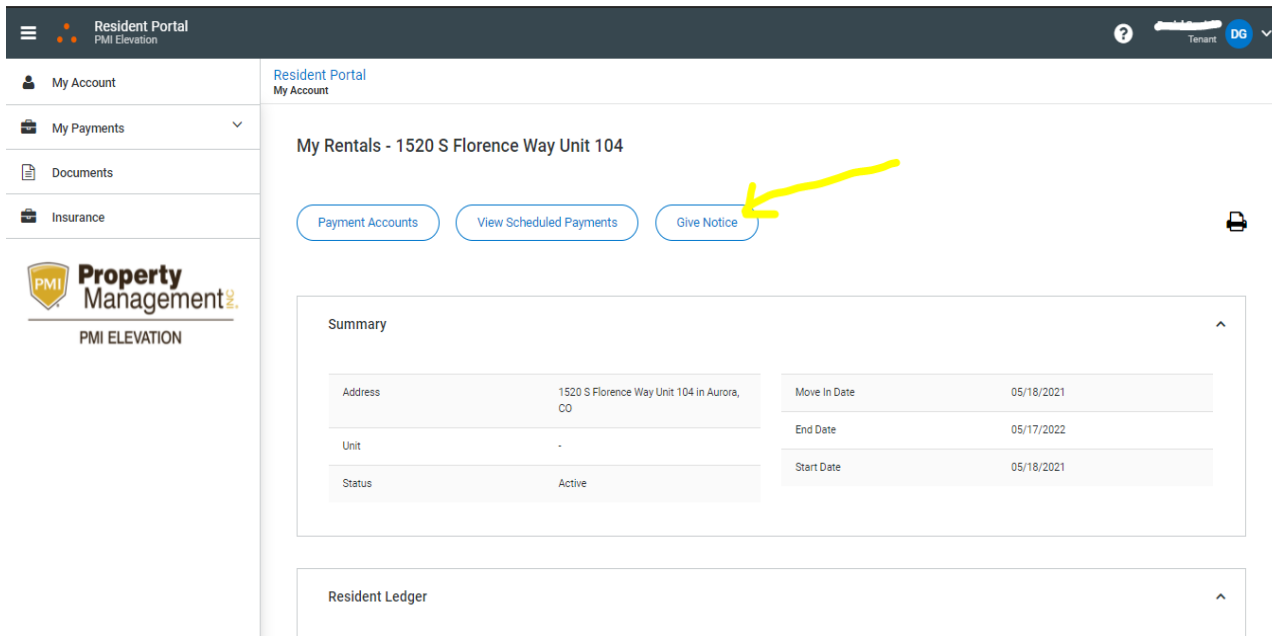 Resident Portal
PMI Elevation
?
Tenant
DG
My Account
My Payments
Documents
Insurance
PMI
Property
Management INC.
PMI ELEVATION
Resident Portal
My Account
My Rentals - 1520 S Florence Way Unit 104
Payment Accounts
View Scheduled Payments
Give Notice
Summary
Address
1520 S Florence Way Unit 104 in Aurora,
CO
Unit
-
Status
Active
Move In Date
05/18/2021
End Date
05/17/2022
Start Date
05/18/2021
Resident Ledger